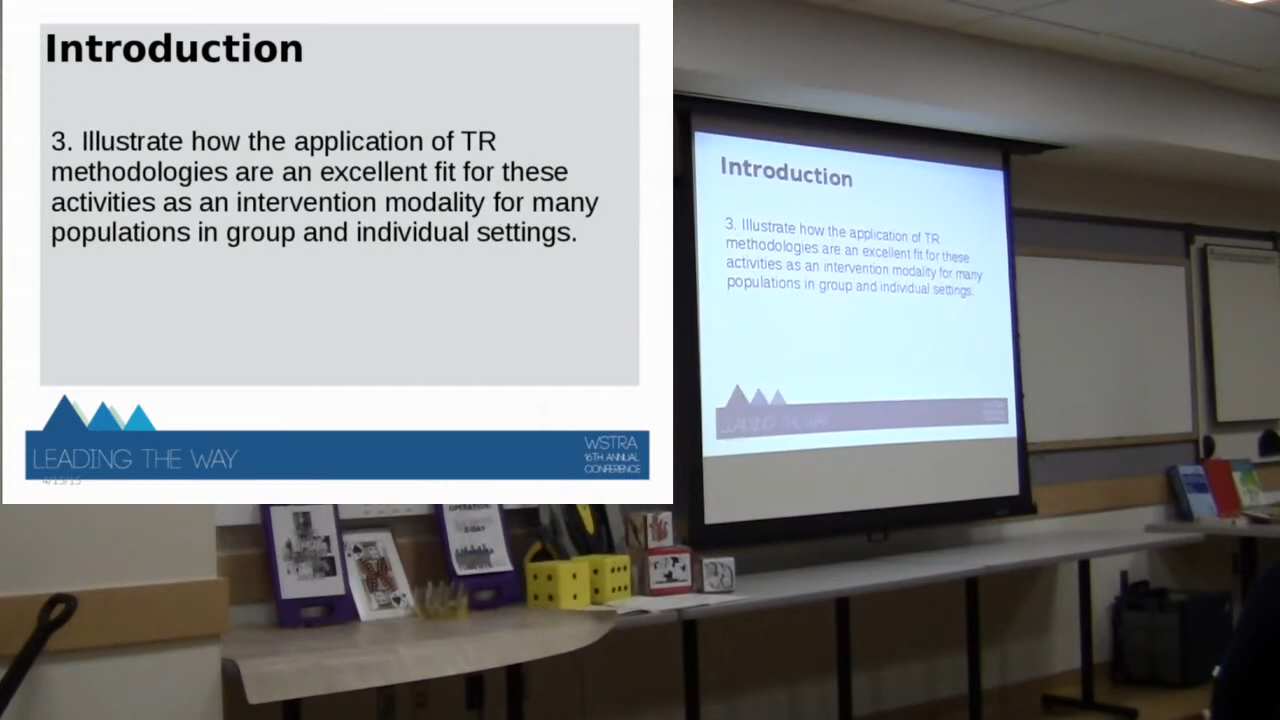 Introduction
3. Illustrate how the application of TR
methodologies are an excellent fit for these
activities as an intervention modality for many
populations in group and individual settings.
LEADING THE WAY
WSTRA
16TH ANNUAL
CONFERENCE
4/15/15
Introduction
3. Illustrate how the application of TR
methodologies are an excellent fit for these
activities as an intervention modality for many
populations in group and individual settings.
LEADING THE WAY
OPERATION
K